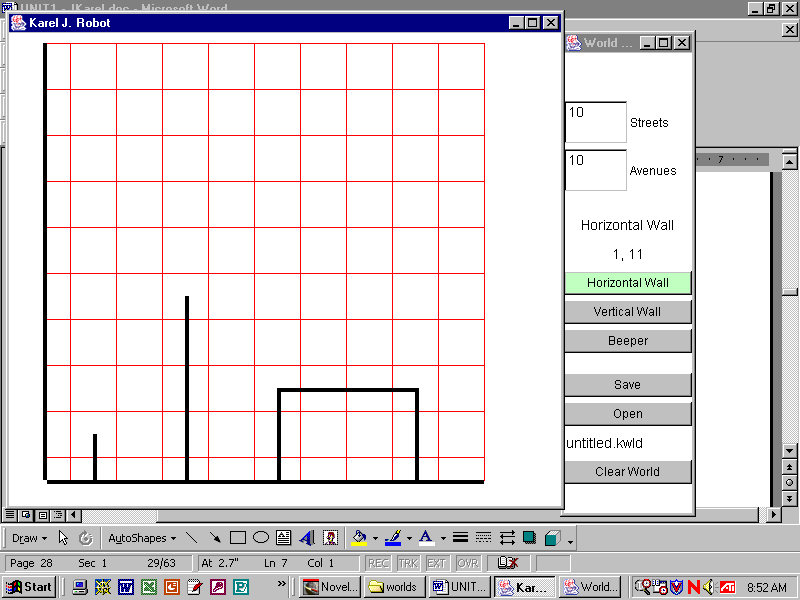 UNIT1 - JKarel.doc - Microsoft Word
Karel J. Robot
World ...
10
Streets
10
Avenues
7
Horizontal Wall
1, 11
Horizontal Wall
Vertical Wall
Beeper
Save
Open
untitled.kwld
Clear World
Draw
AutoShapes
Page 28 Sec 1 29/63 At 2.7" Ln 7 Col 1 REC TRK EXT OVR
Start
Novel...
worlds
UNIT...
Kar...
World...
8:52 AM